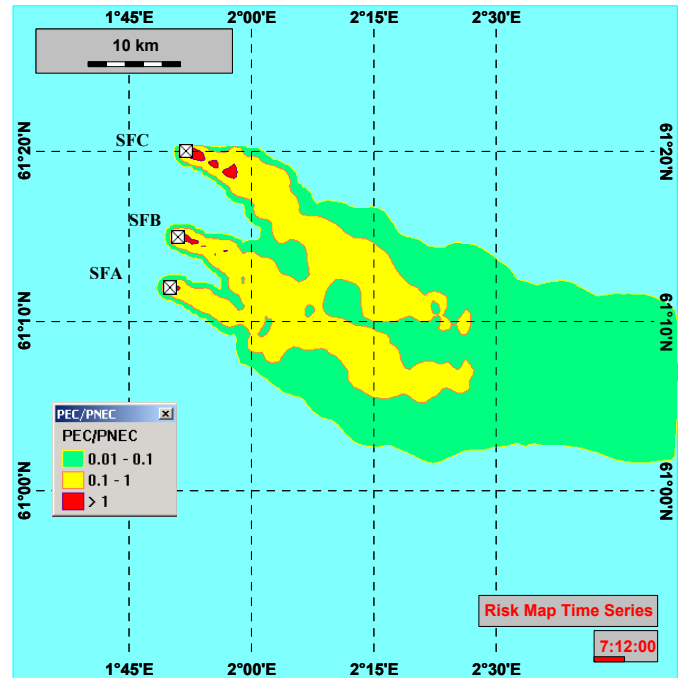 1°45'E 2°00'E 2°15'E 2°30'E
10 km
61°20'N 61°20'N
SFC
SFB
SFA
61°10'N 61°10'N
PEC/PNEC
PEC/PNEC
0.01 - 0.1
0.1 - 1
> 1
61°00'N 61°00'N
Risk Map Time Series
7:12:00
1°45'E 2°00'E 2°15'E 2°30'E